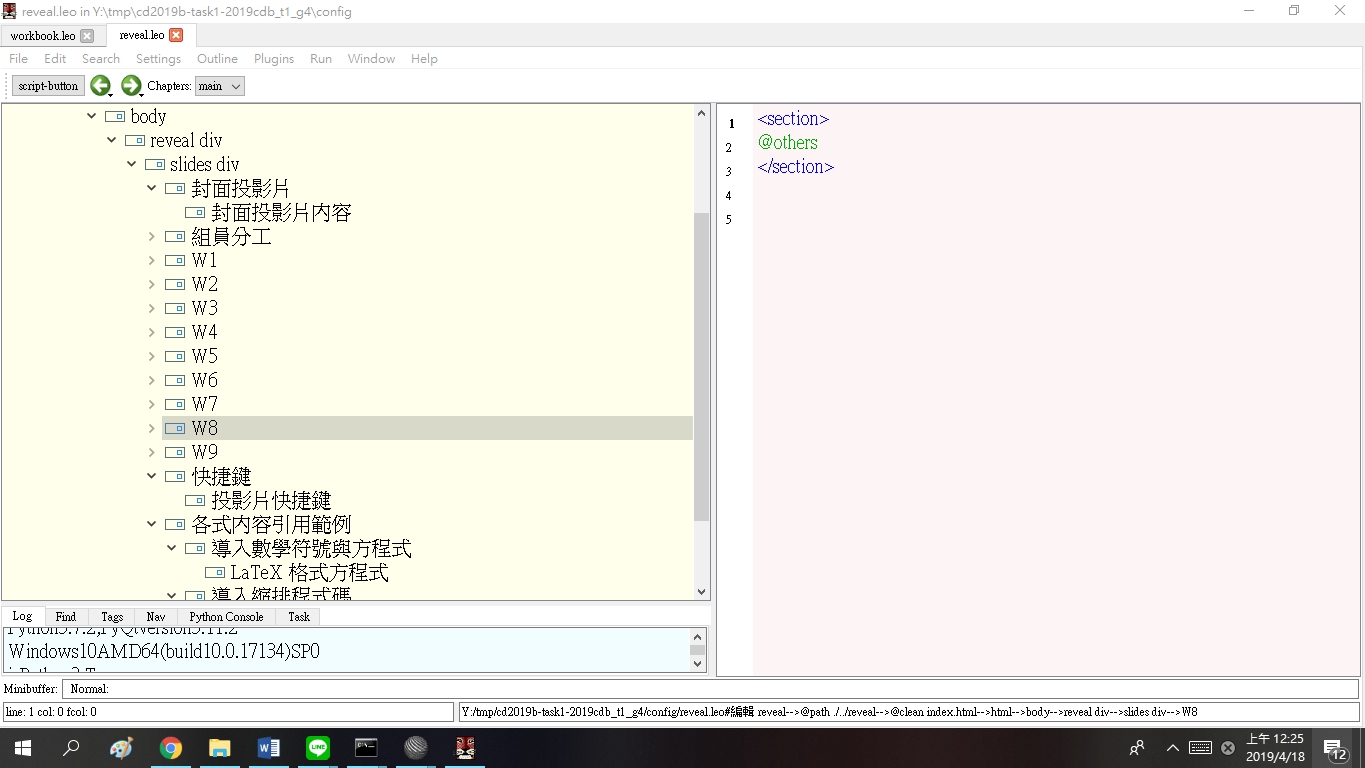 reveal.leo in Y:\tmp\cd2019b-task1-2019cdb_t1_g4\config
workbook.leo
reveal.leo
File Edit Search Settings Outline Plugins Run Window Help
script-button Chapters: main
body
reveal div
slides div
封面投影片
封面投影片內容
組員分工
W1
W2
W3
W4
W5
W6
W7
W8
W9
快捷鍵
投影片快捷鍵
各式內容引用範例
導入數學符號與方程式
LaTeX 格式方程式
導入縮排程式碼
1 <section>
2 @others
3 </section>
4
5
Log Find Tags Nav Python Console Task
Python3.7.2,PyQtversion5.11.2
Windows10AMD64(build10.0.17134)SP0
Minibuffer: Normal:
line: 1 col: 0 fcol: 0
Y:/tmp/cd2019b-task1-2019cdb_t1_g4/config/reveal.leo#編輯 reveal-->@path ./../reveal-->@clean index.html-->html-->body-->reveal div-->slides div-->W8
LINE
上午 12:25
2019/4/18
12